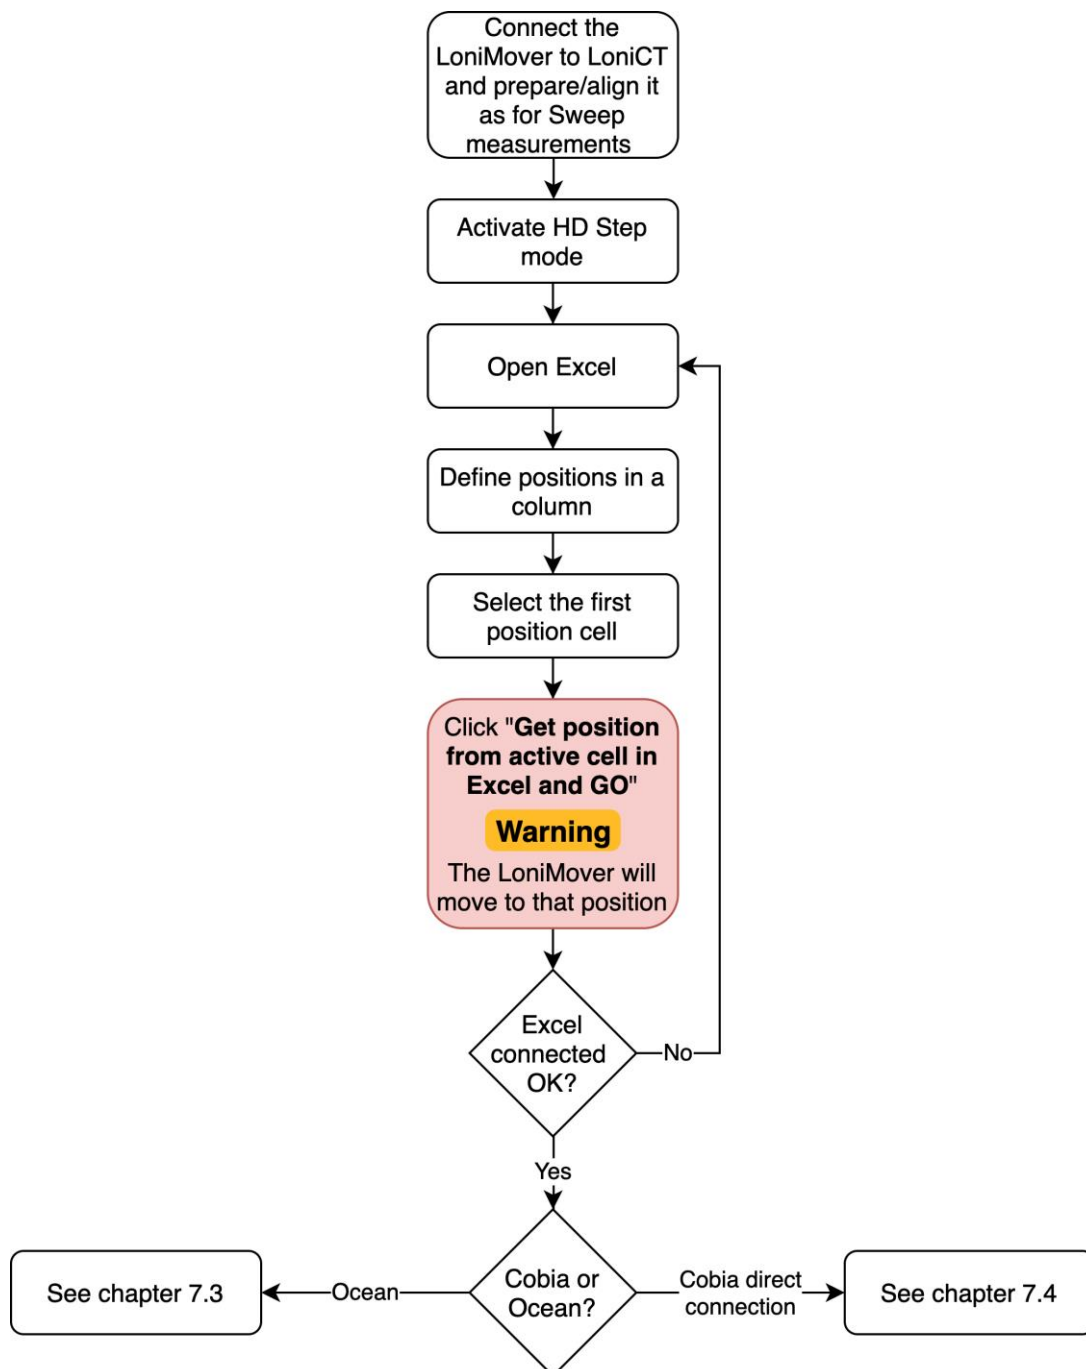 Connect the
LoniMover to LoniCT
and prepare/align it
as for Sweep
measurements
Activate HD Step
mode
Open Excel
Define positions in a
column
Select the first
position cell
Click "Get position
from active cell in
Excel and GO"
Warning
The LoniMover will
move to that position
Excel
connected
OK?
No
Yes
Cobia or
Ocean?
Ocean
See chapter 7.3
Cobia direct
connection
See chapter 7.4